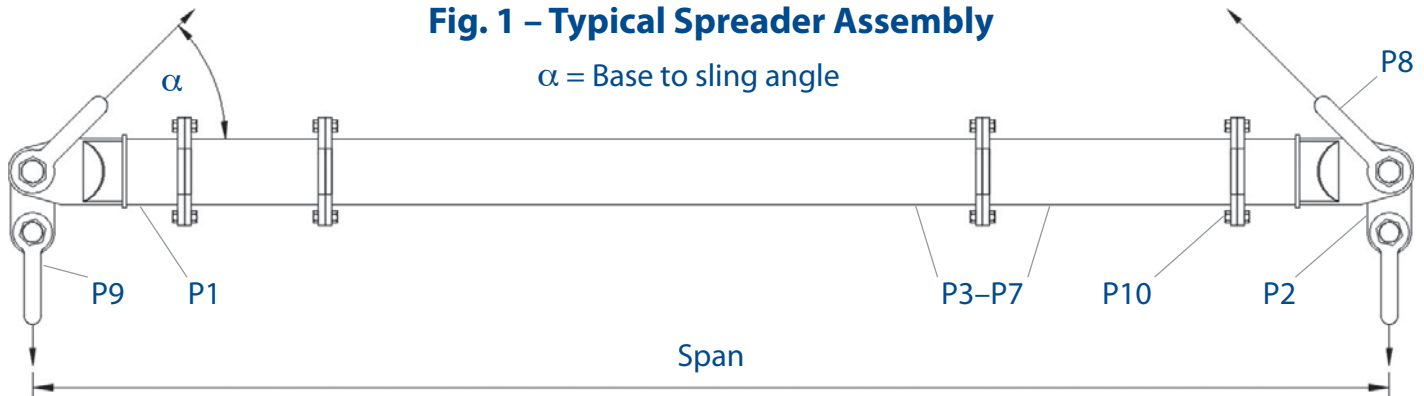 Fig. 1 – Typical Spreader Assembly
α = Base to sling angle
α
P8
P9
P1
P3–P7
P10
P2
Span